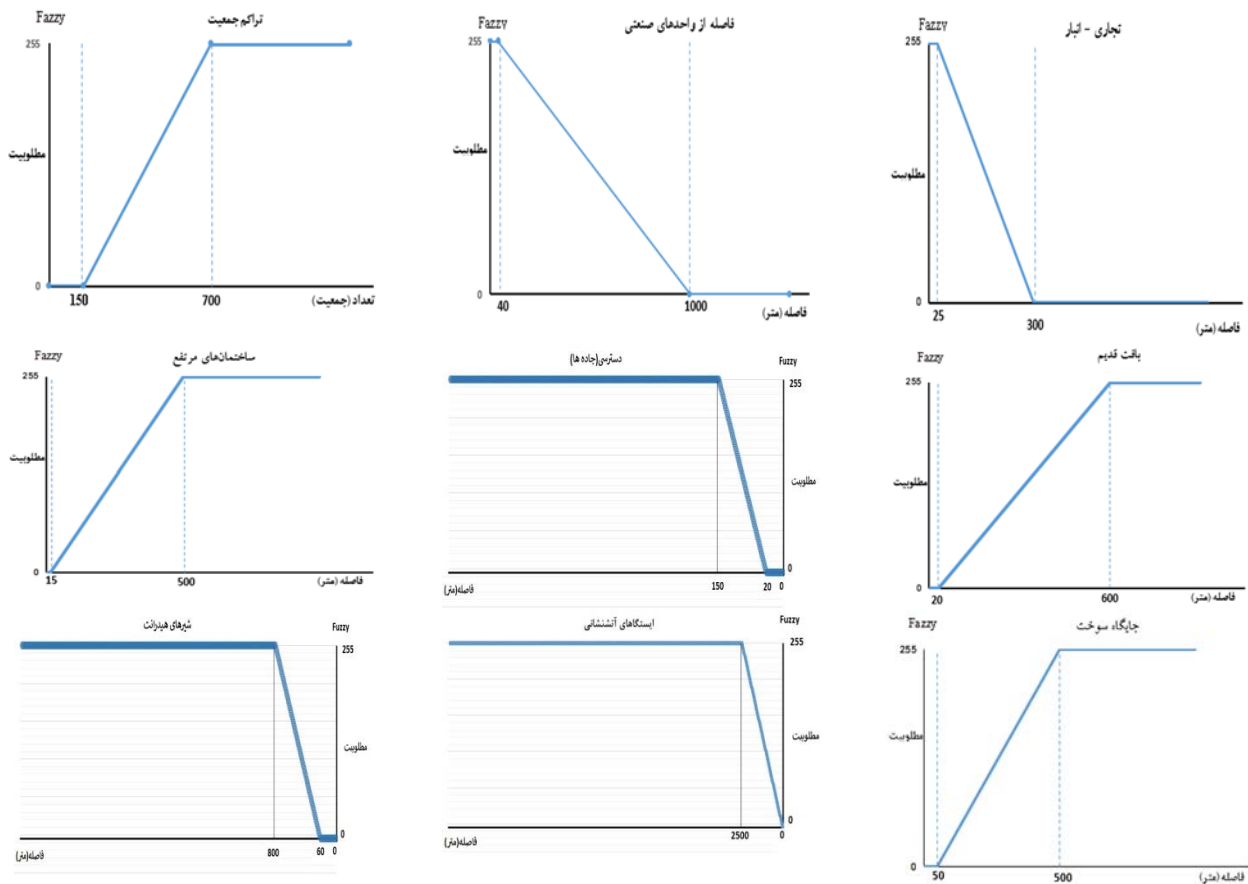 Fazzy
تراکم جمعیت
255
مطلوبیت
0
150
700
تعداد (جمعیت)
Fazzy
فاصله از واحدهای صنعتی
255
مطلوبیت
0
40
1000
فاصله (متر)
Fazzy
تجاری - انبار
255
مطلوبیت
0
25
300
فاصله (متر)
Fazzy
ساختمان‌های مرتفع
255
مطلوبیت
0
15
500
فاصله (متر)
دسترسی(جاده ها)
Fuzzy
255
مطلوبیت
0
150
20
0
فاصله(متر)
Fazzy
بافت قدیم
255
مطلوبیت
0
20
600
فاصله (متر)
شیرهای هیدرانت
Fuzzy
255
مطلوبیت
0
800
60
0
فاصله(متر)
ایستگاهای آتشنشانی
Fuzzy
255
مطلوبیت
0
2500
0
فاصله(متر)
Fazzy
جایگاه سوخت
255
مطلوبیت
0
50
500
فاصله (متر)